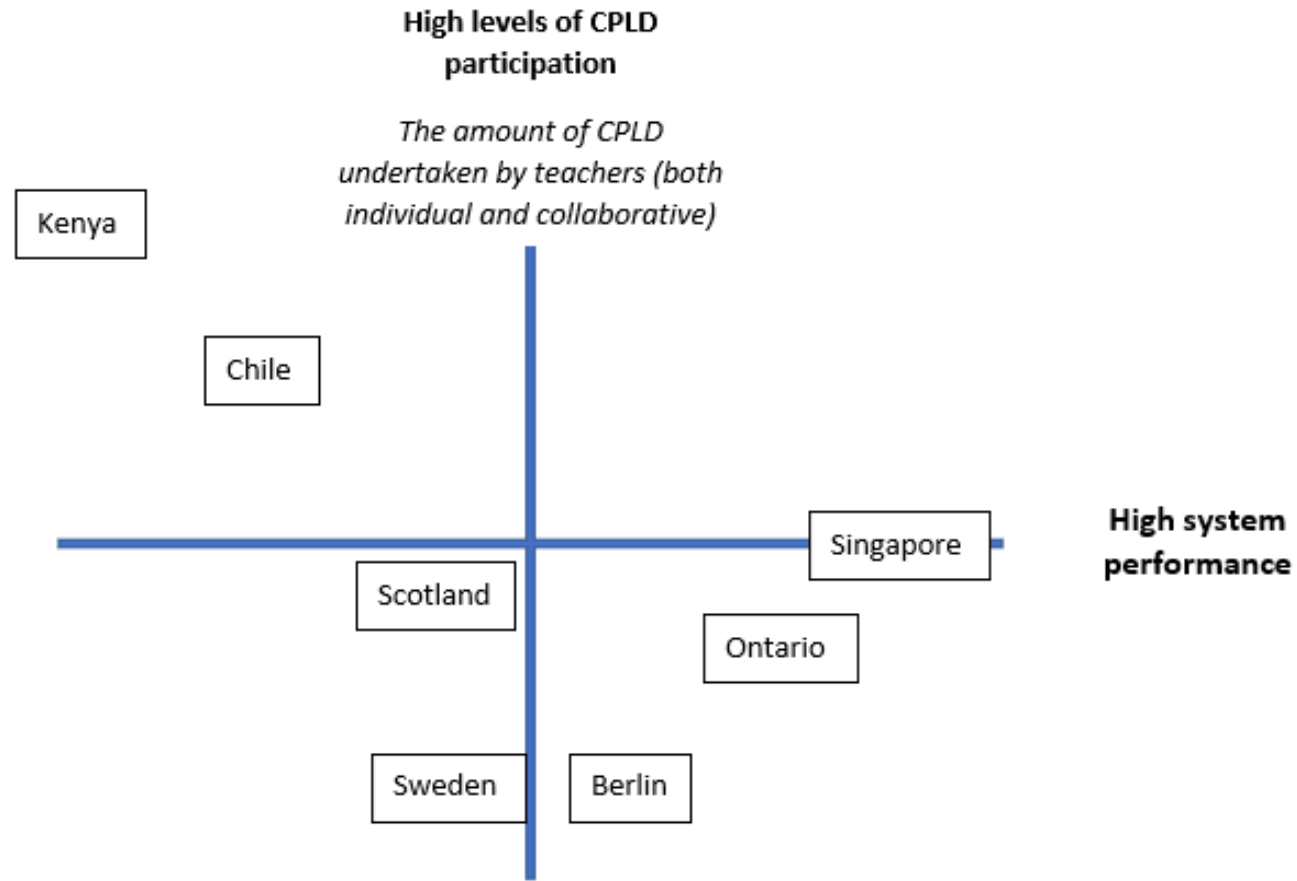 High levels of CPLD
participation
The amount of CPLD
undertaken by teachers (both
individual and collaborative)
Kenya
Chile
Singapore
High system
performance
Scotland
Ontario
Sweden
Berlin